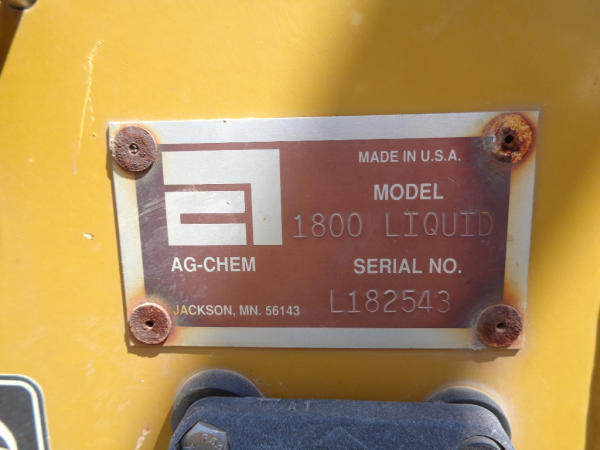 MADE IN U.S.A.
MODEL
1800 LIQUID
AG-CHEM
SERIAL NO.
L182543
JACKSON, MN. 56143